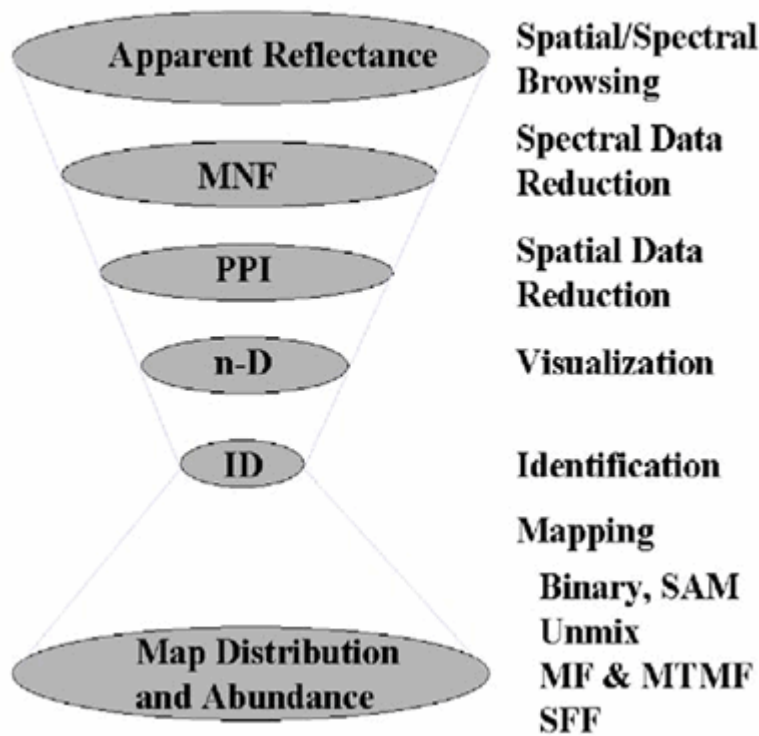 Apparent Reflectance
Spatial/Spectral
Browsing
MNF
Spectral Data
Reduction
PPI
Spatial Data
Reduction
n-D
Visualization
ID
Identification
Mapping
Binary, SAM
Unmix
MF & MTMF
SFF
Map Distribution
and Abundance